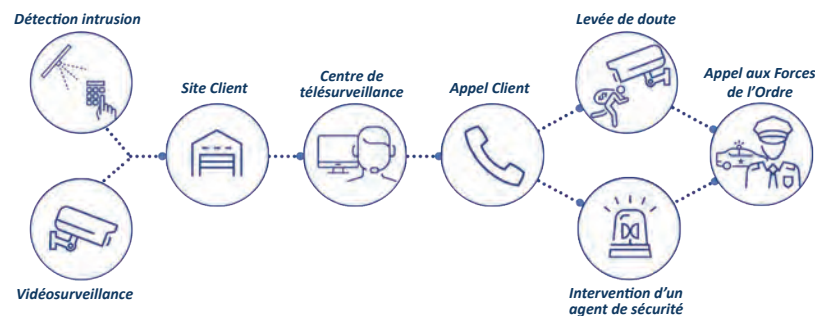 Détection intrusion
Vidéosurveillance
Site Client
Centre de
télésurveillance
Appel Client
Levée de doute
Intervention d'un
agent de sécurité
Appel aux Forces
de l'Ordre